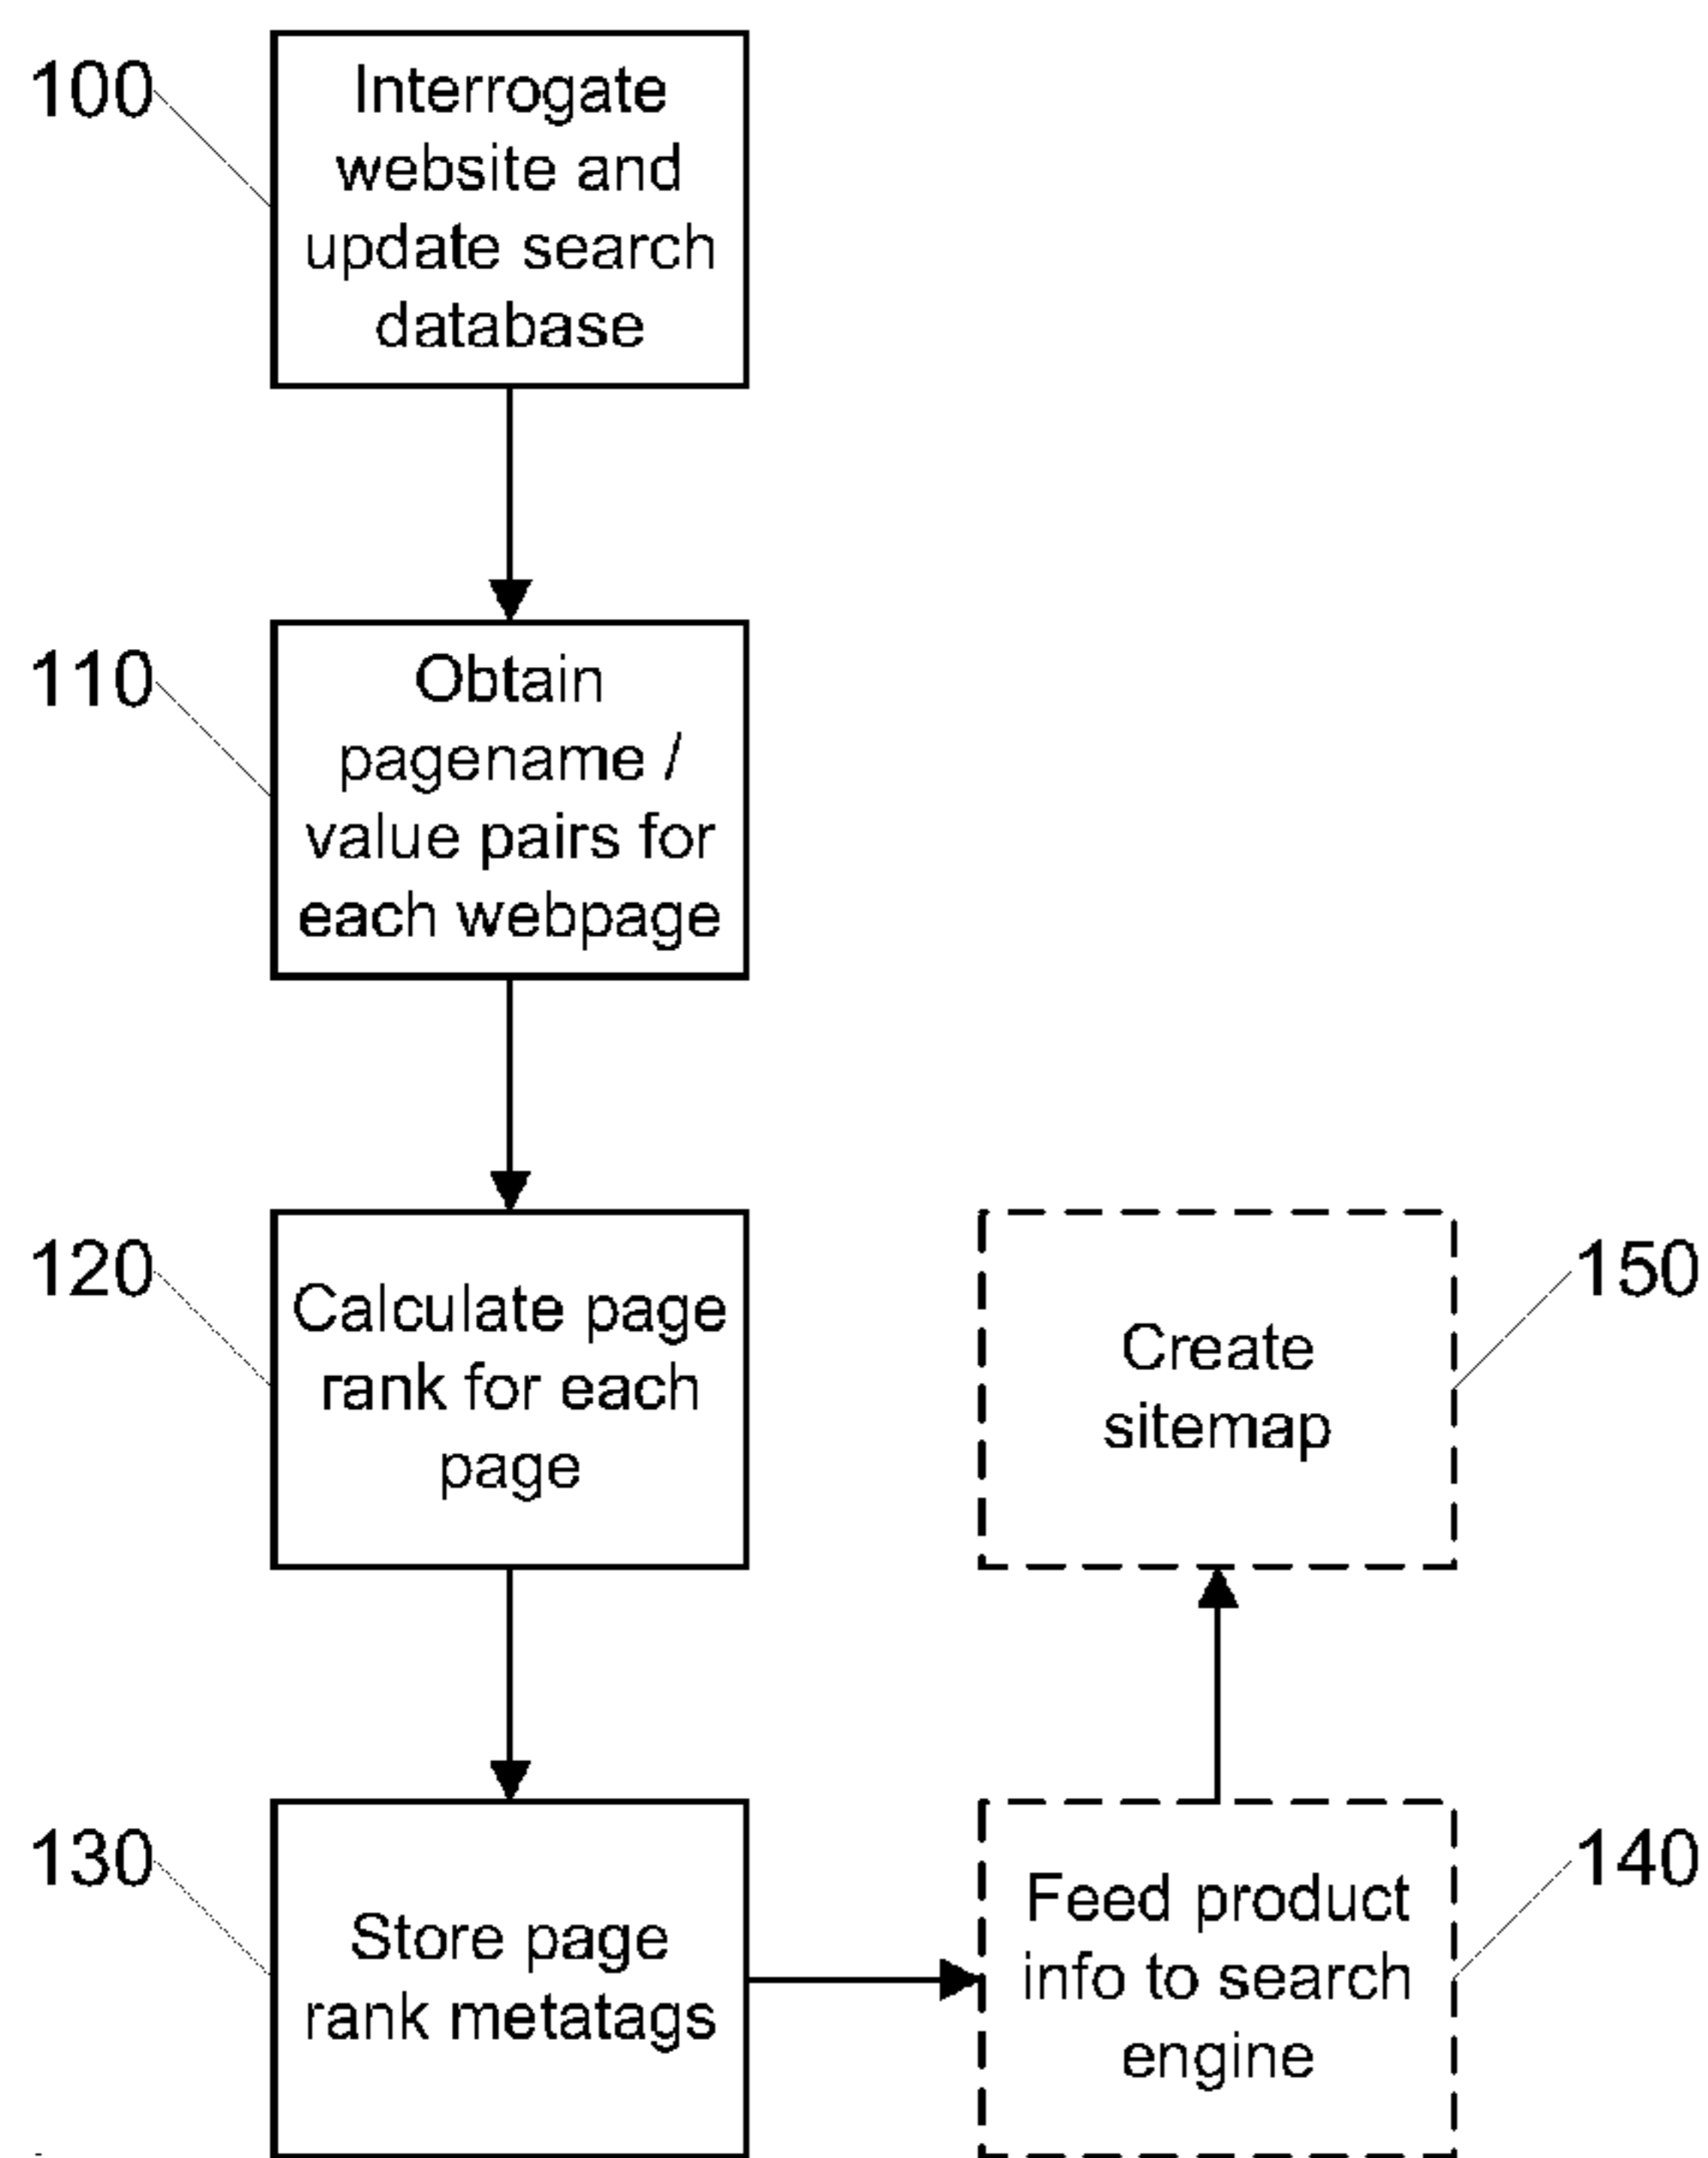 100
Interrogate
website and
update search
database
110
Obtain
pagename /
value pairs for
each webpage
120
Calculate page
rank for each
page
150
Create
sitemap
130
Store page
rank metatags
140
Feed product
info to search
engine